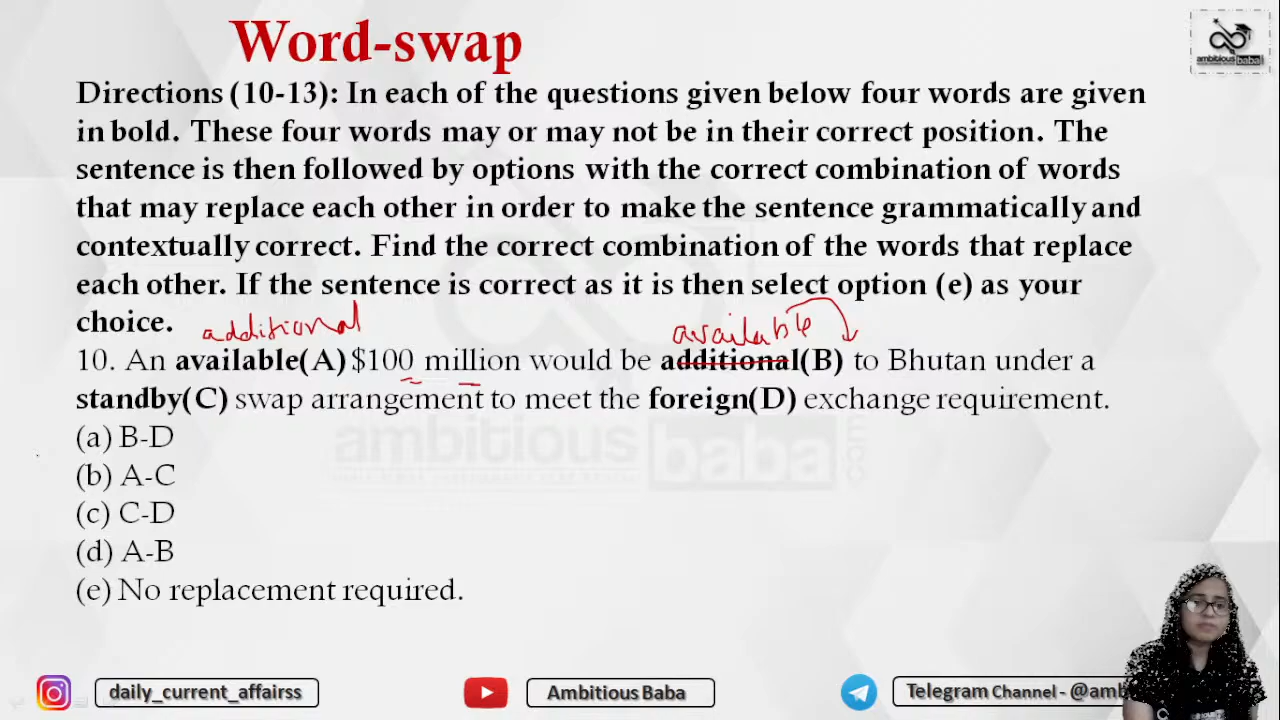 Word-swap
ambitious
baba.com
Directions (10-13): In each of the questions given below four words are given
in bold. These four words may or may not be in their correct position. The
sentence is then followed by options with the correct combination of words
that may replace each other in order to make the sentence grammatically and
contextually correct. Find the correct combination of the words that replace
each other. If the sentence is correct as it is then select option (e) as your
choice.
additional available
10. An available(A) $100 million would be additional(B) to Bhutan under a
standby(C) swap arrangement to meet the foreign(D) exchange requirement.
ambitious baba.com
(a) B-D
(b) A-C
(c) C-D
(d) A-B
(e) No replacement required.
daily_current_affairss Ambitious Baba Telegram Channel - @amb